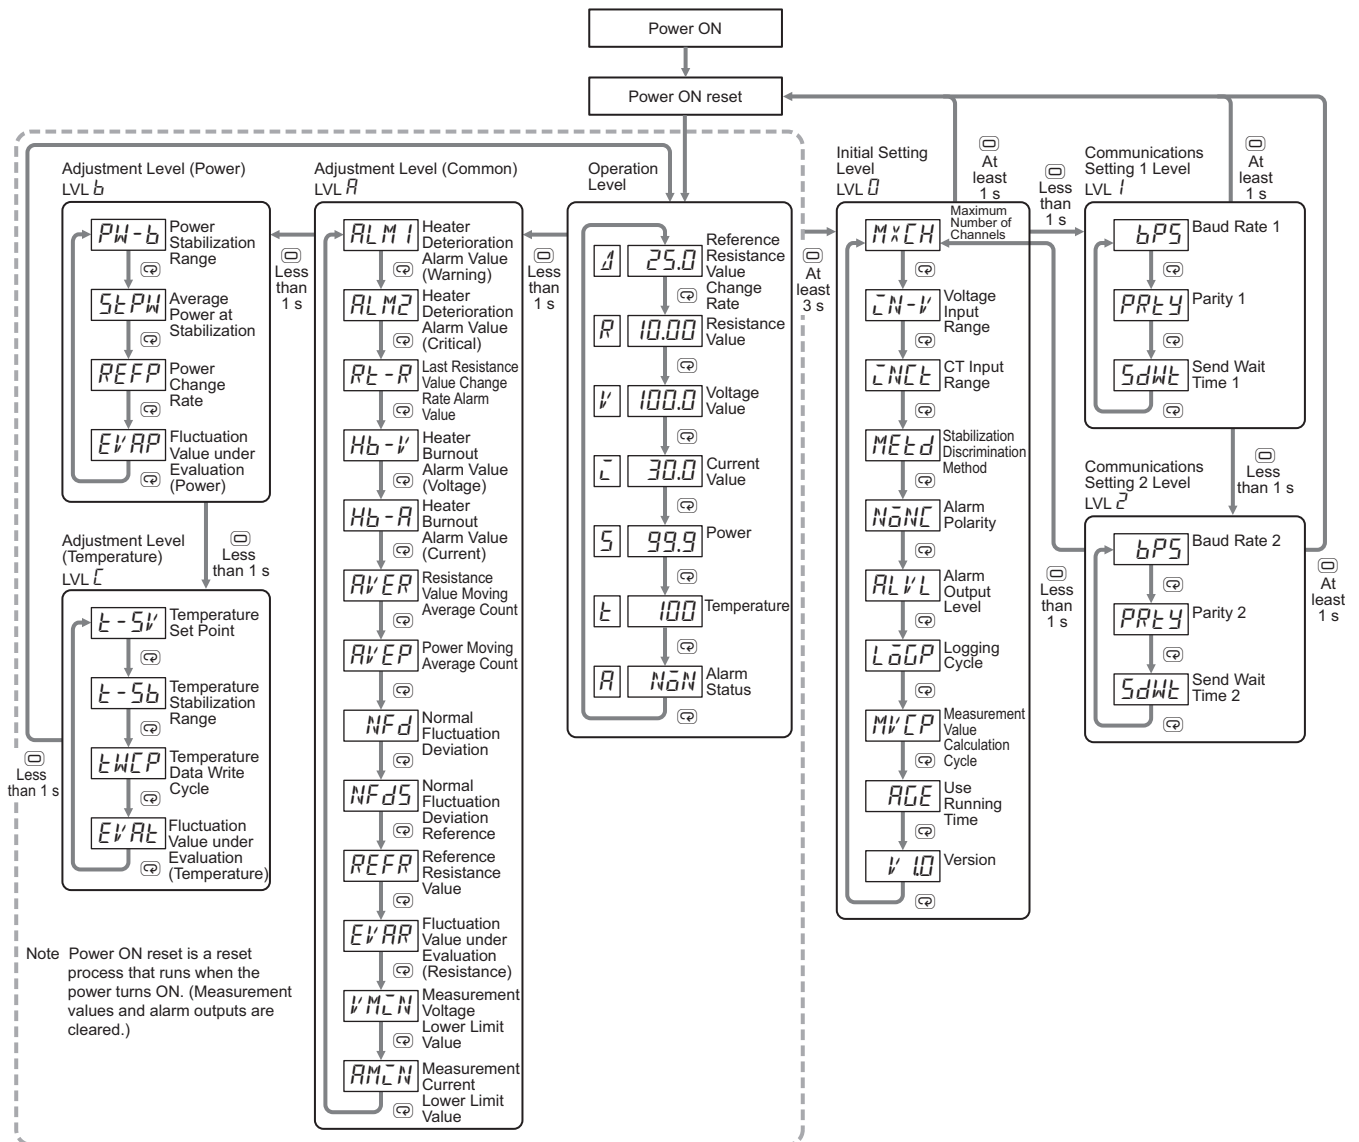 Power ON
Power ON reset
Adjustment Level (Power)
LVL b
PW-b
Power
Stabilization
Range
StPW
Average
Power at
Stabilization
REFP
Power
Change
Rate
EVAP
Fluctuation
Value under
Evaluation
(Power)
Less
than
1 s
Less
than 1 s
Adjustment Level
(Temperature)
LVL C
t-SV
Temperature
Set Point
t-Sb
Temperature
Stabilization
Range
tWCP
Temperature
Data Write
Cycle
EVAt
Fluctuation
Value under
Evaluation
(Temperature)
Less
than 1 s
Note Power ON reset is a reset
process that runs when the
power turns ON. (Measurement
values and alarm outputs are
cleared.)
Adjustment Level (Common)
LVL A
ALM1
Heater
Deterioration
Alarm Value
(Warning)
ALM2
Heater
Deterioration
Alarm Value
(Critical)
Rt-R
Last Resistance
Value Change
Rate Alarm
Value
Hb-V
Heater
Burnout
Alarm Value
(Voltage)
Hb-A
Heater
Burnout
Alarm Value
(Current)
AVER
Resistance
Value Moving
Average Count
AVEP
Power Moving
Average Count
NFd
Normal
Fluctuation
Deviation
NFdS
Normal
Fluctuation
Deviation
Reference
REFR
Reference
Resistance
Value
EVAR
Fluctuation
Value under
Evaluation
(Resistance)
VMIN
Measurement
Voltage
Lower Limit
Value
AMIN
Measurement
Current
Lower Limit
Value
Less
than
1 s
Operation
Level
Δ 25.0
Reference
Resistance
Value
Change
Rate
R 10.00
Resistance
Value
V 100.0
Voltage
Value
I 30.0
Current
Value
S 99.9
Power
t 100
Temperature
A NON
Alarm
Status
At
least
3 s
Initial Setting
Level
LVL 0
At
least
1 s
MXCH
Maximum
Number of
Channels
IN-V
Voltage
Input
Range
INCt
CT Input
Range
MEtd
Stabilization
Discrimination
Method
NONC
Alarm
Polarity
ALVL
Alarm
Output
Level
LOGP
Logging
Cycle
MVCP
Measurement
Value
Calculation
Cycle
AGE
Use
Running
Time
V 1.0
Version
Less
than
1 s
Communications
Setting 1 Level
LVL 1
At
least
1 s
bPS
Baud Rate 1
PRtY
Parity 1
SdWt
Send Wait
Time 1
Less
than 1 s
Communications
Setting 2 Level
LVL 2
bPS
Baud Rate 2
PRtY
Parity 2
SdWt
Send Wait
Time 2
Less
than
1 s
At
least
1 s